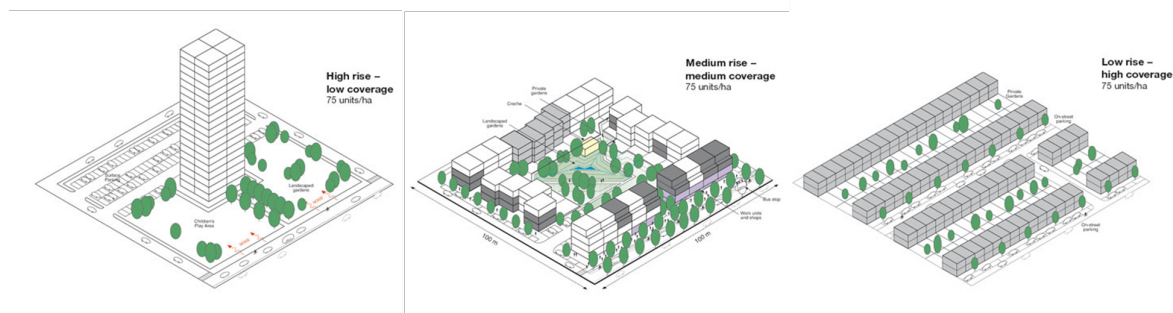 High rise –
low coverage
75 units/ha
Surface
Parking
Landscaped
gardens
Children's
Play Area
Medium rise –
medium coverage
75 units/ha
Private
gardens
Creche
Landscaped
gardens
Bus stop
Work units
and shops
100 m
100 m
Low rise –
high coverage
75 units/ha
Private
Gardens
On-street
parking
On-street
parking